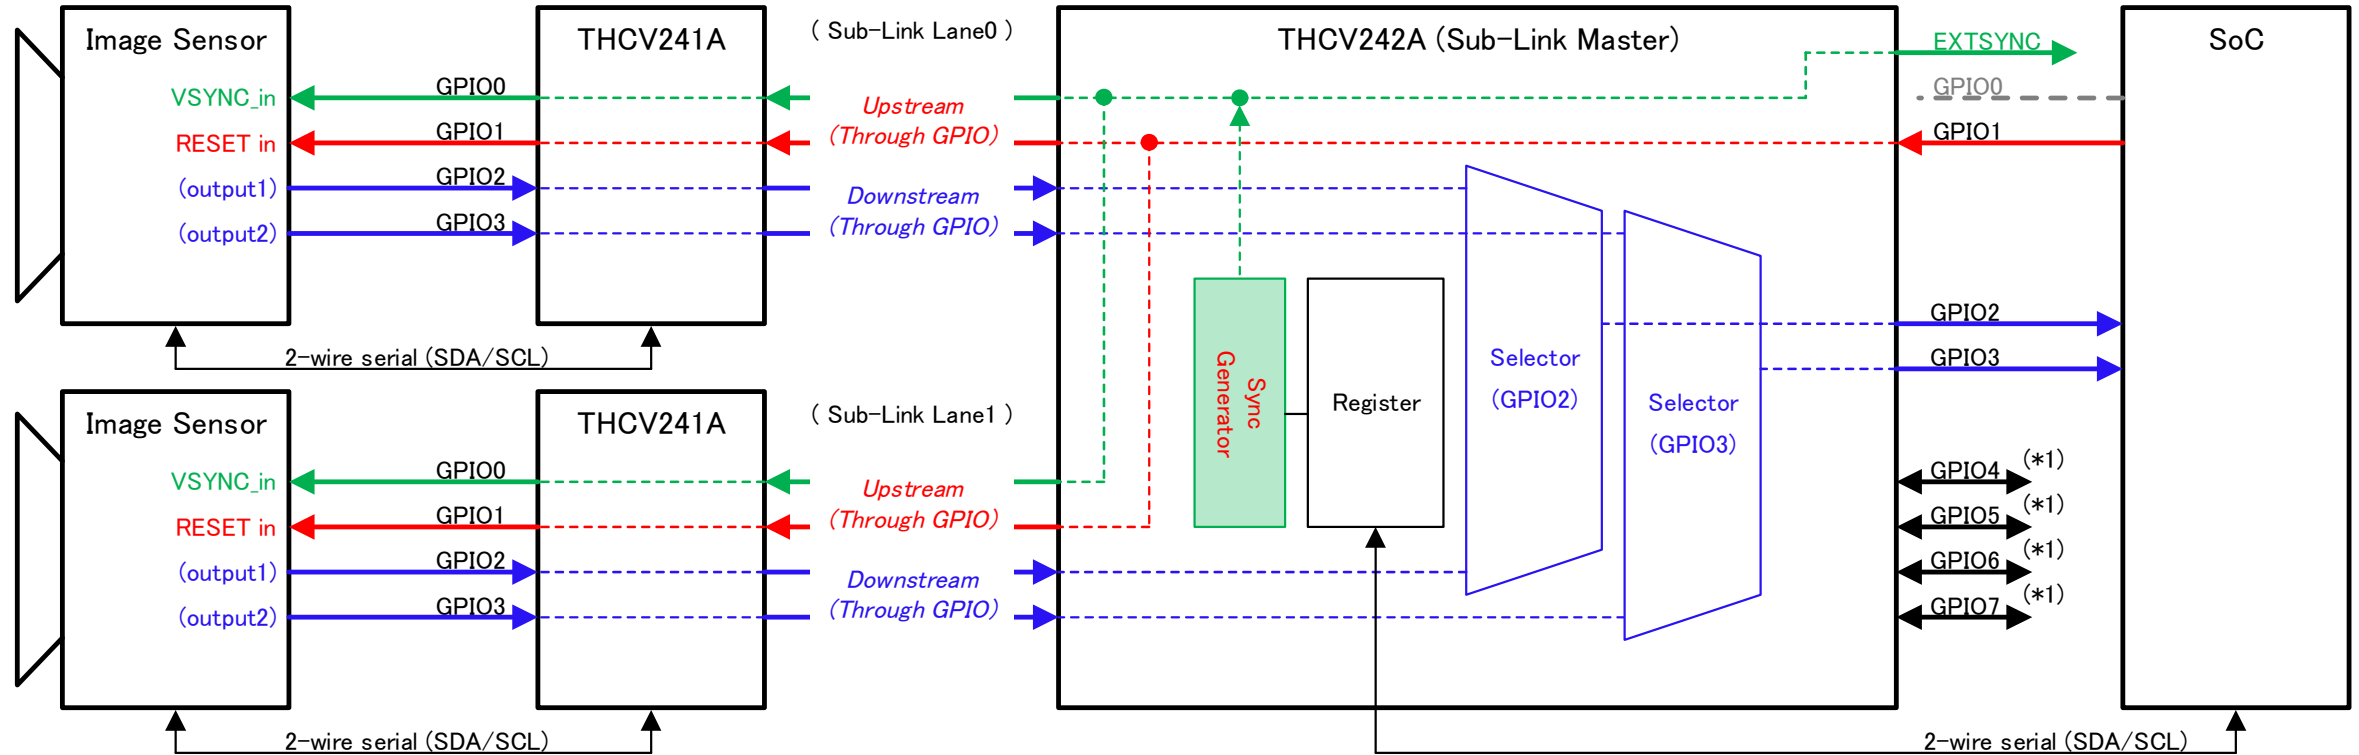 Image Sensor
VSYNC_in
RESET in
(output1)
(output2)
GPIO0
GPIO1
GPIO2
GPIO3
THCV241A
2-wire serial (SDA/SCL)
( Sub-Link Lane0 )
Upstream
(Through GPIO)
Downstream
(Through GPIO)
Image Sensor
VSYNC_in
RESET in
(output1)
(output2)
GPIO0
GPIO1
GPIO2
GPIO3
THCV241A
2-wire serial (SDA/SCL)
( Sub-Link Lane1 )
Upstream
(Through GPIO)
Downstream
(Through GPIO)
THCV242A (Sub-Link Master)
Sync
Generator
Register
Selector
(GPIO2)
Selector
(GPIO3)
EXTSYNC
GPIO0
GPIO1
GPIO2
GPIO3
GPIO4 (*1)
GPIO5 (*1)
GPIO6 (*1)
GPIO7 (*1)
SoC
2-wire serial (SDA/SCL)